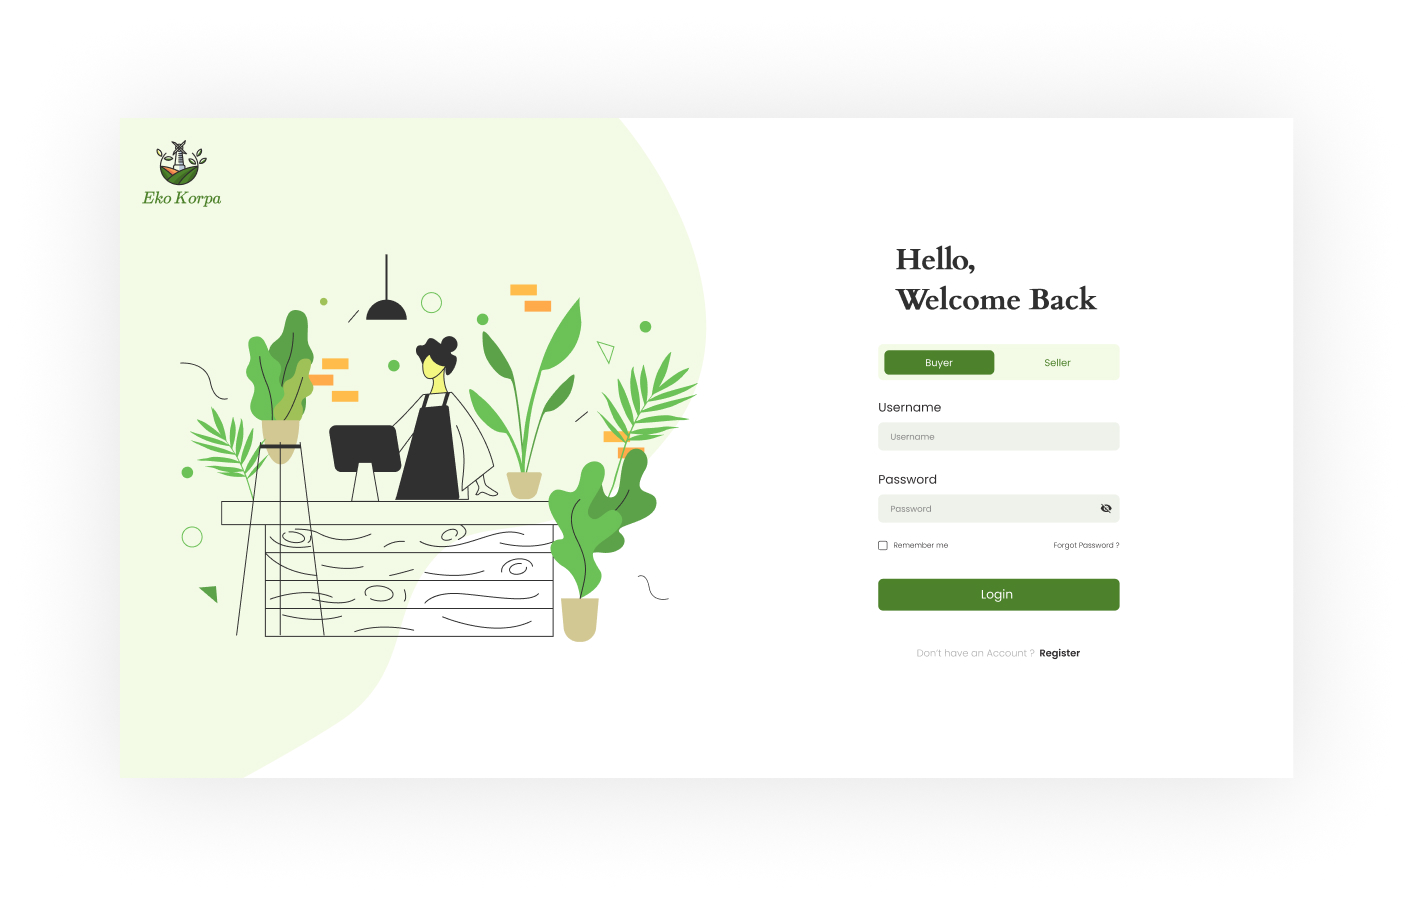 Eko Korpa
Hello,
Welcome Back
Buyer
Seller
Username
Username
Password
Password
Remember me
Forgot Password ?
Login
Don't have an Account ? Register